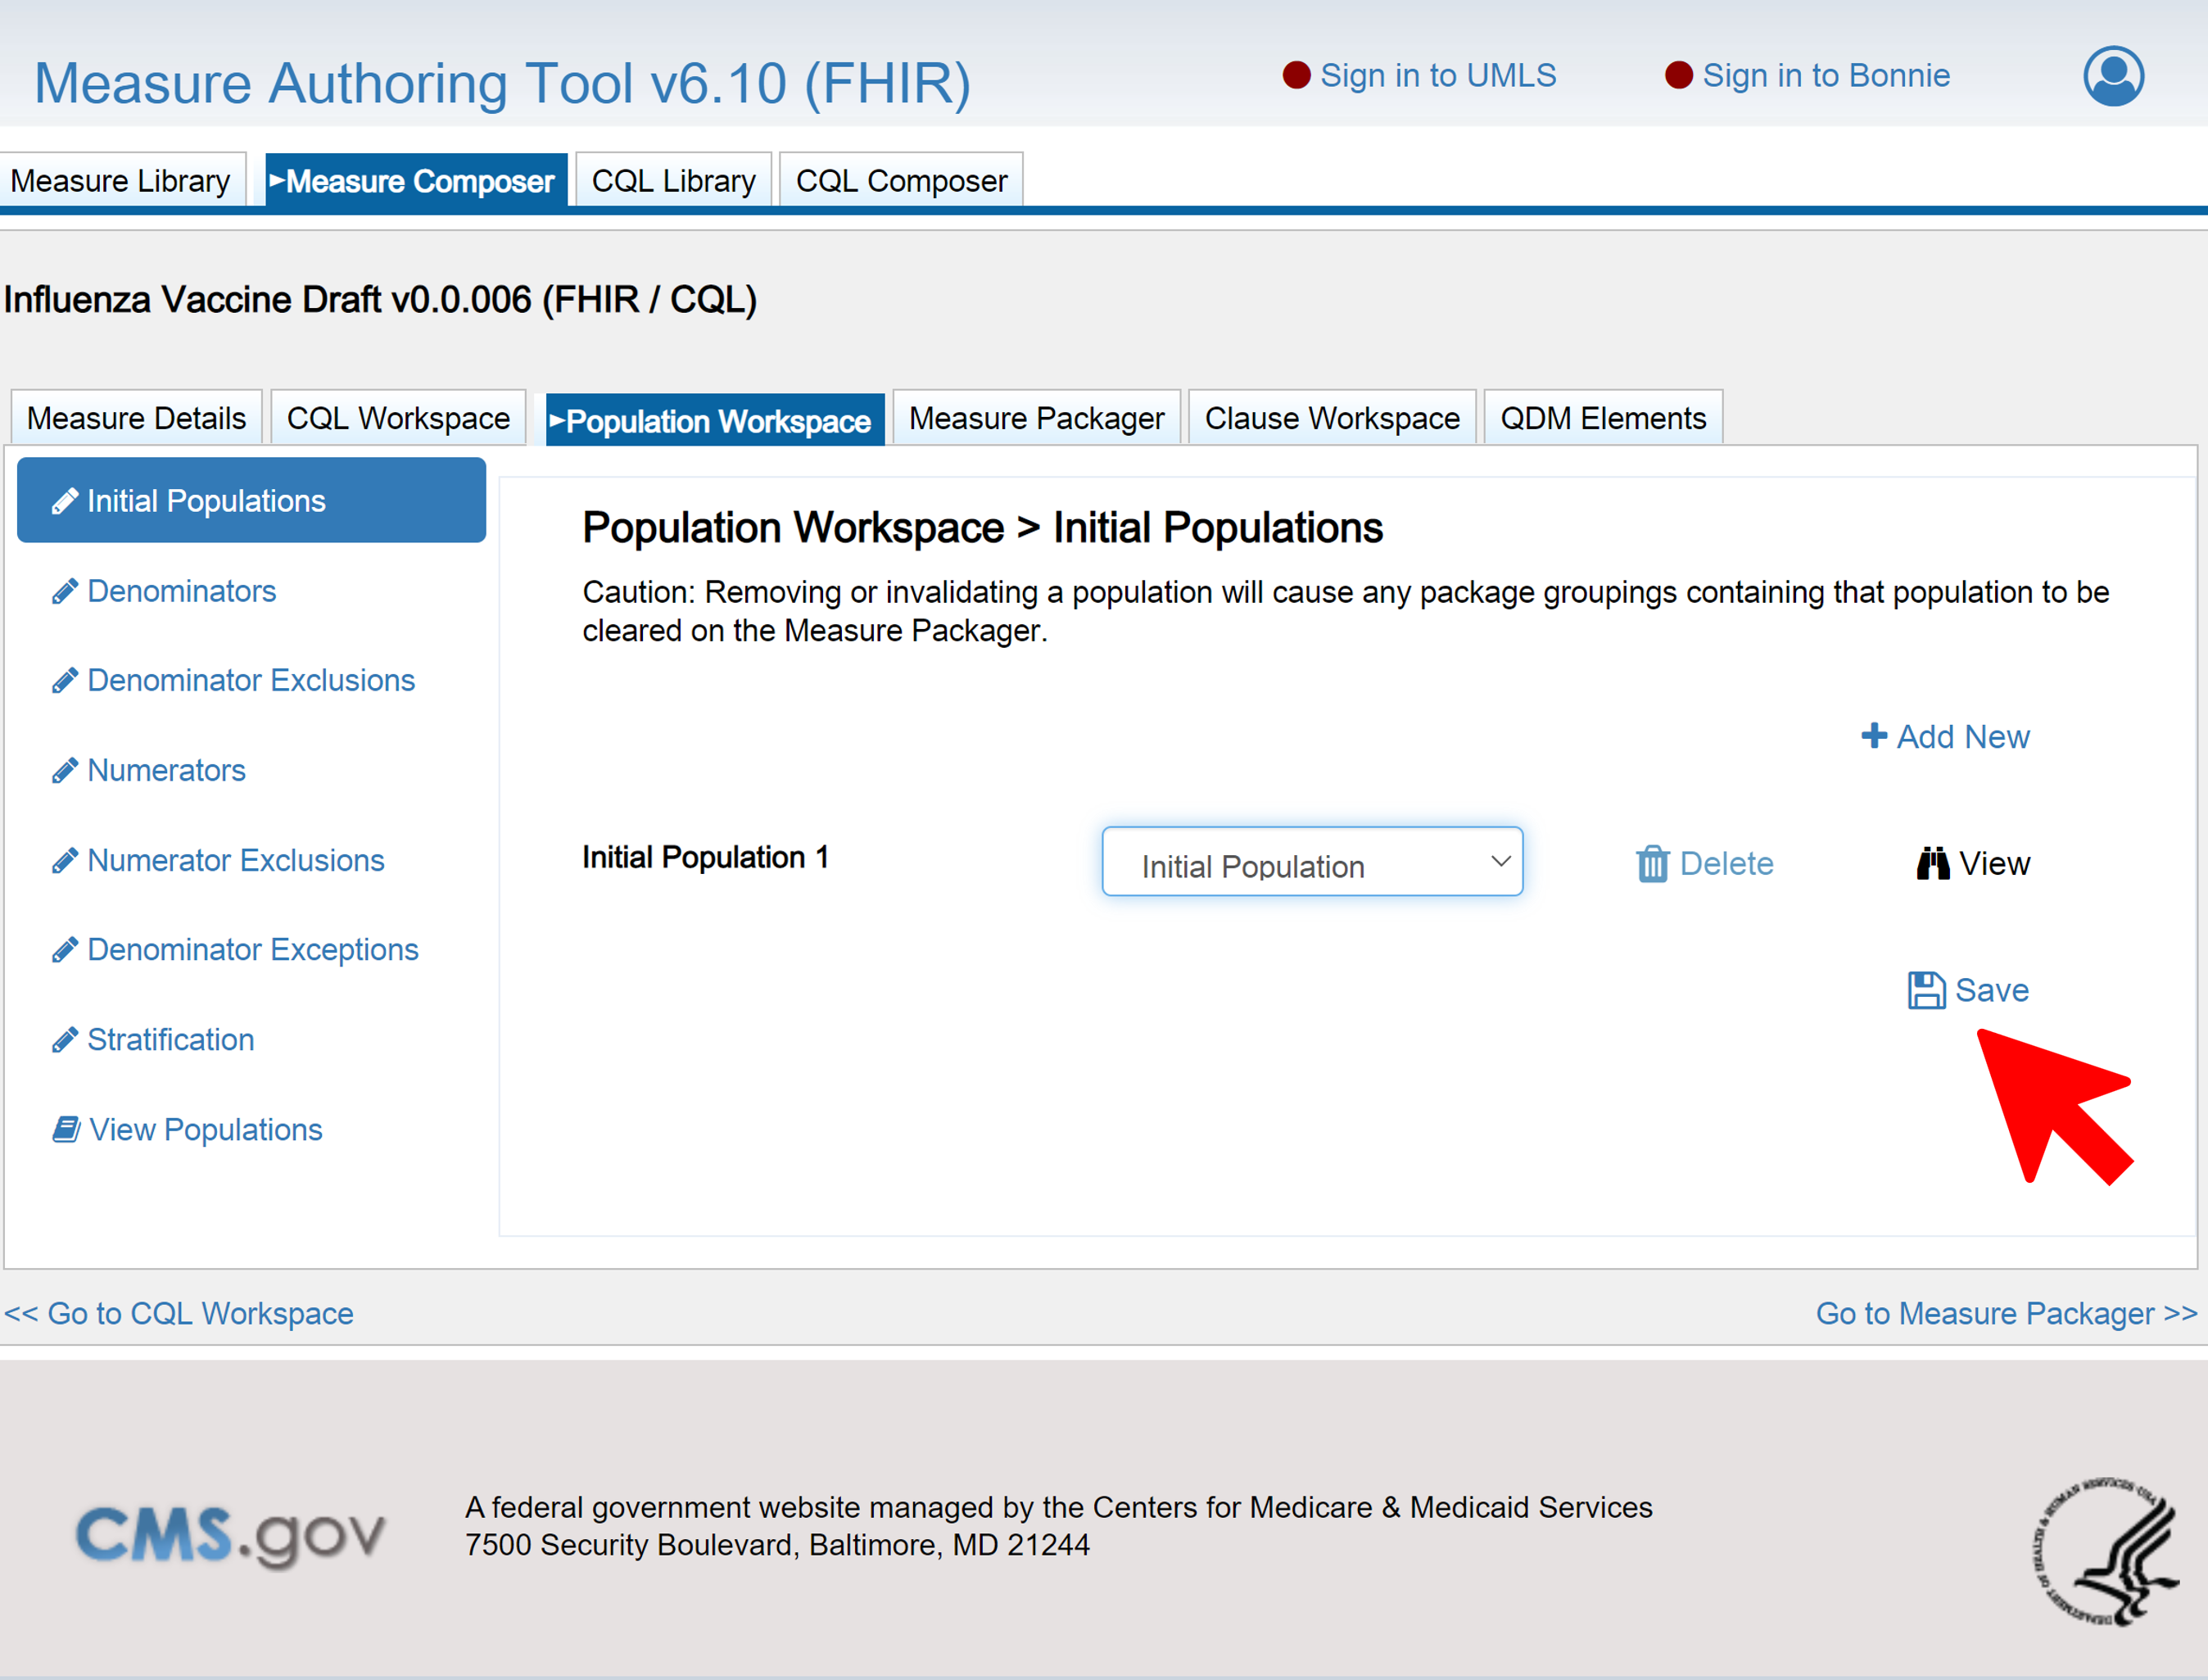 Measure Authoring Tool v6.10 (FHIR)
Sign in to UMLS
Sign in to Bonnie
Measure Library
►Measure Composer
CQL Library
CQL Composer
Influenza Vaccine Draft v0.0.006 (FHIR / CQL)
Measure Details
CQL Workspace
►Population Workspace
Measure Packager
Clause Workspace
QDM Elements
Initial Populations
Denominators
Denominator Exclusions
Numerators
Numerator Exclusions
Denominator Exceptions
Stratification
View Populations
Population Workspace > Initial Populations
Caution: Removing or invalidating a population will cause any package groupings containing that population to be
cleared on the Measure Packager.
Add New
Initial Population 1
Initial Population
Delete
View
Save
<< Go to CQL Workspace
Go to Measure Packager >>
CMS.gov
A federal government website managed by the Centers for Medicare & Medicaid Services
7500 Security Boulevard, Baltimore, MD 21244
DEPARTMENT OF HEALTH & HUMAN SERVICES·USA